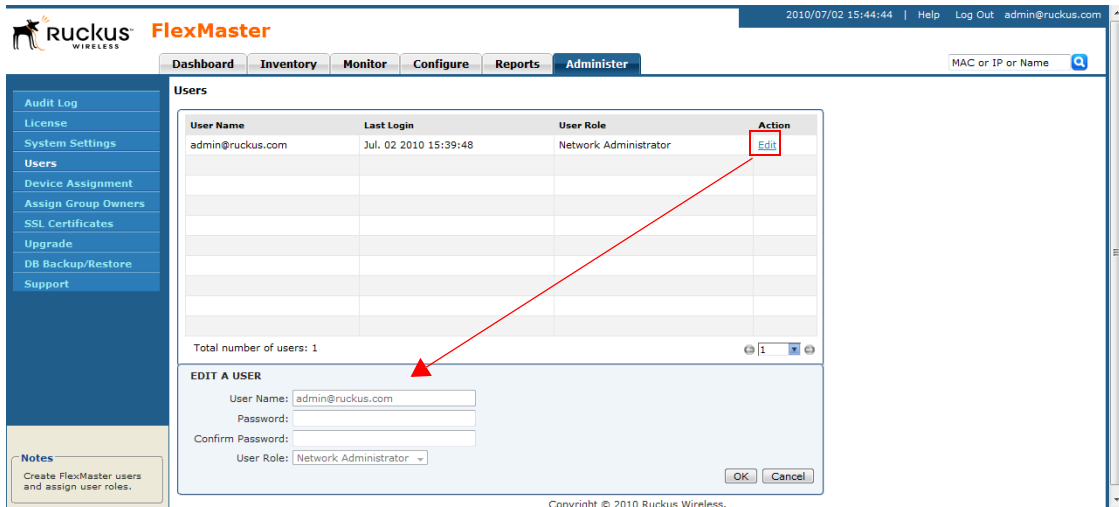 2010/07/02 15:44:44 | Help Log Out admin@ruckus.com
Ruckus
WIRELESS
FlexMaster
Dashboard Inventory Monitor Configure Reports Administer
MAC or IP or Name
Audit Log
License
System Settings
Users
Device Assignment
Assign Group Owners
SSL Certificates
Upgrade
DB Backup/Restore
Support
Notes
Create FlexMaster users
and assign user roles.
Users
User Name Last Login User Role Action
admin@ruckus.com Jul. 02 2010 15:39:48 Network Administrator Edit
Total number of users: 1
1
EDIT A USER
User Name: admin@ruckus.com
Password:
Confirm Password:
User Role: Network Administrator
OK Cancel
Copyright © 2010 Ruckus Wireless.